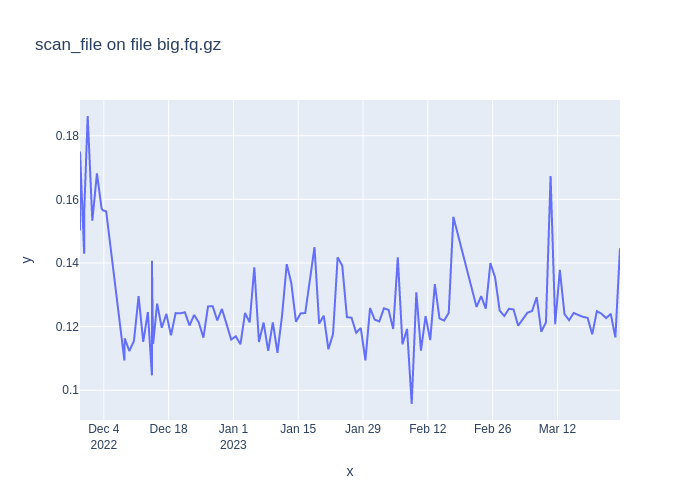 scan_file on file big.fq.gz
0.18
0.16
0.14
0.12
0.1
y
Dec 4
2022
Dec 18
Jan 1
2023
Jan 15
Jan 29
Feb 12
Feb 26
Mar 12
x